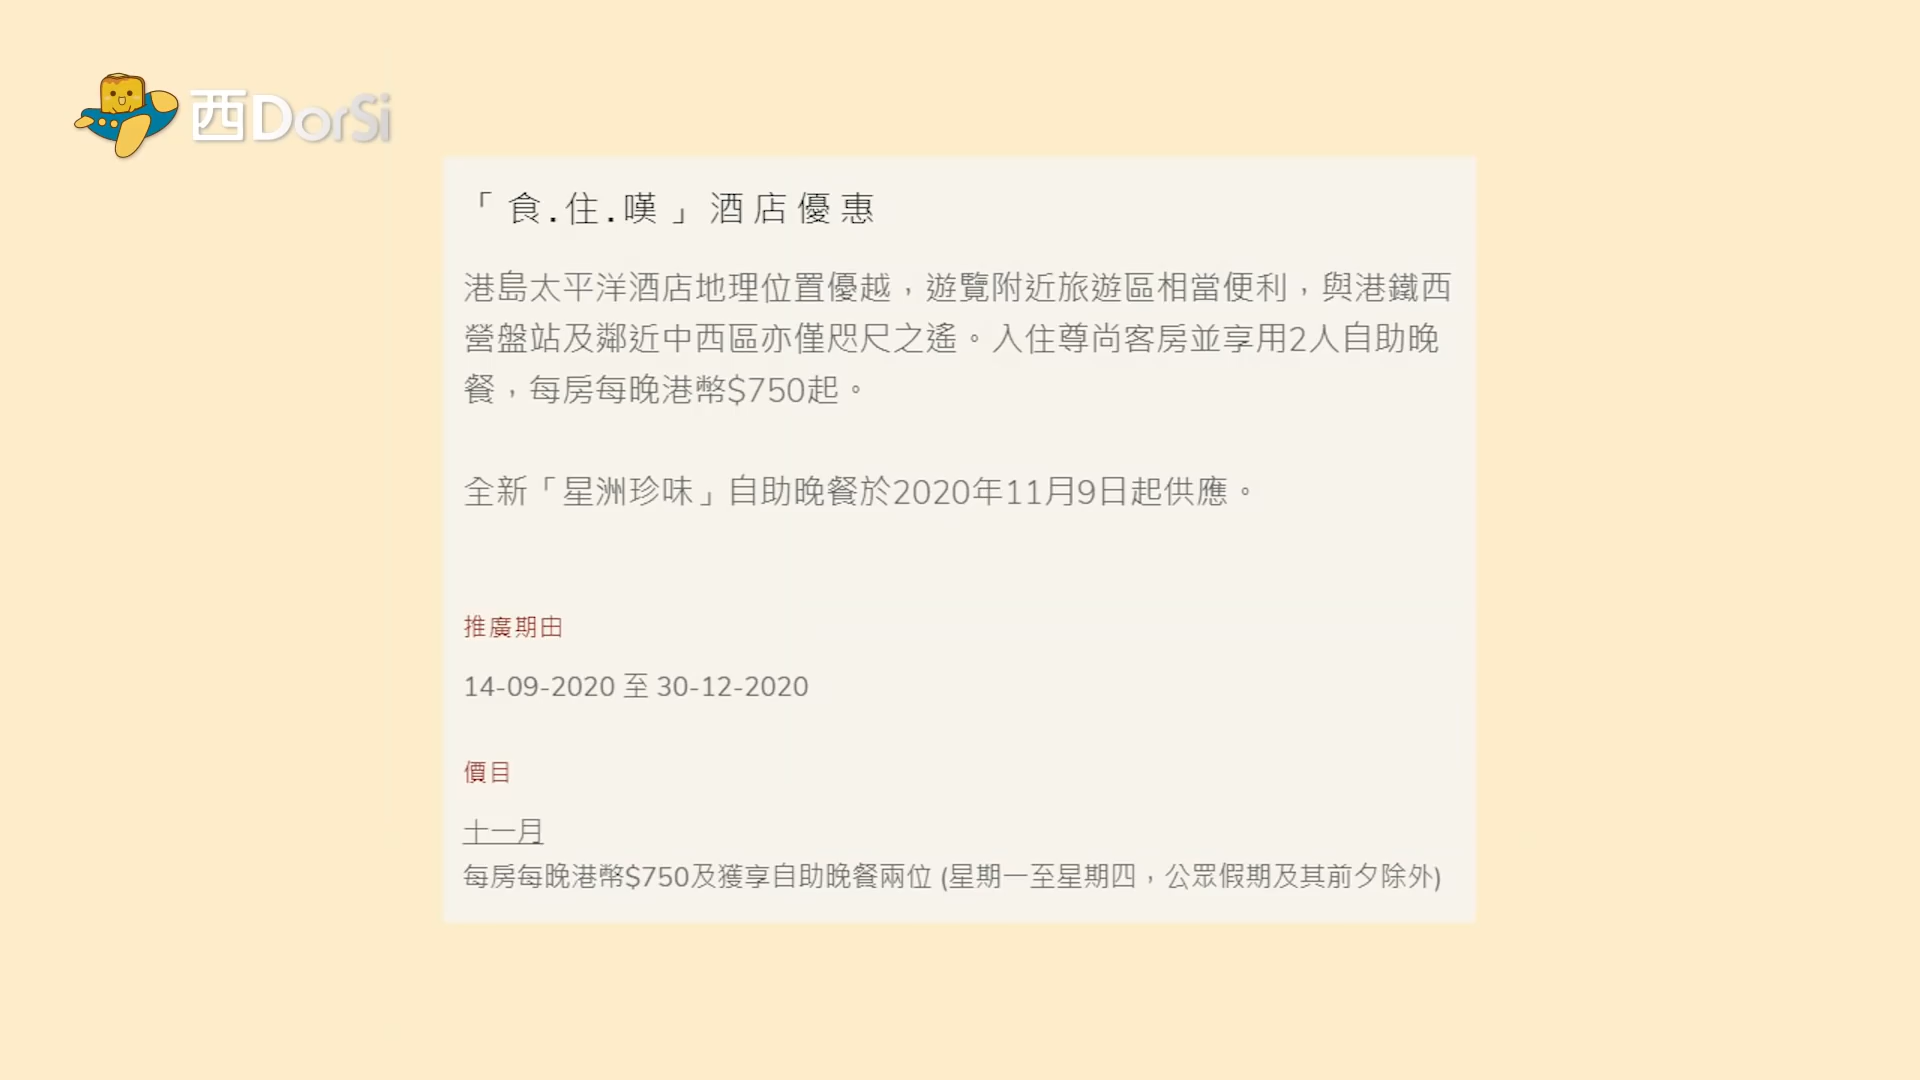 西DorSi
「食.住.嘆」酒店優惠
港島太平洋酒店地理位置優越，遊覽附近旅遊區相當便利，與港鐵西
營盤站及鄰近中西區亦僅咫尺之遙。入住尊尚客房並享用2人自助晚
餐，每房每晚港幣$750起。
全新「星洲珍味」自助晚餐於2020年11月9日起供應。
推廣期由
14-09-2020 至 30-12-2020
價目
十一月
每房每晚港幣$750及獲享自助晚餐兩位 (星期一至星期四，公眾假期及其前夕除外)